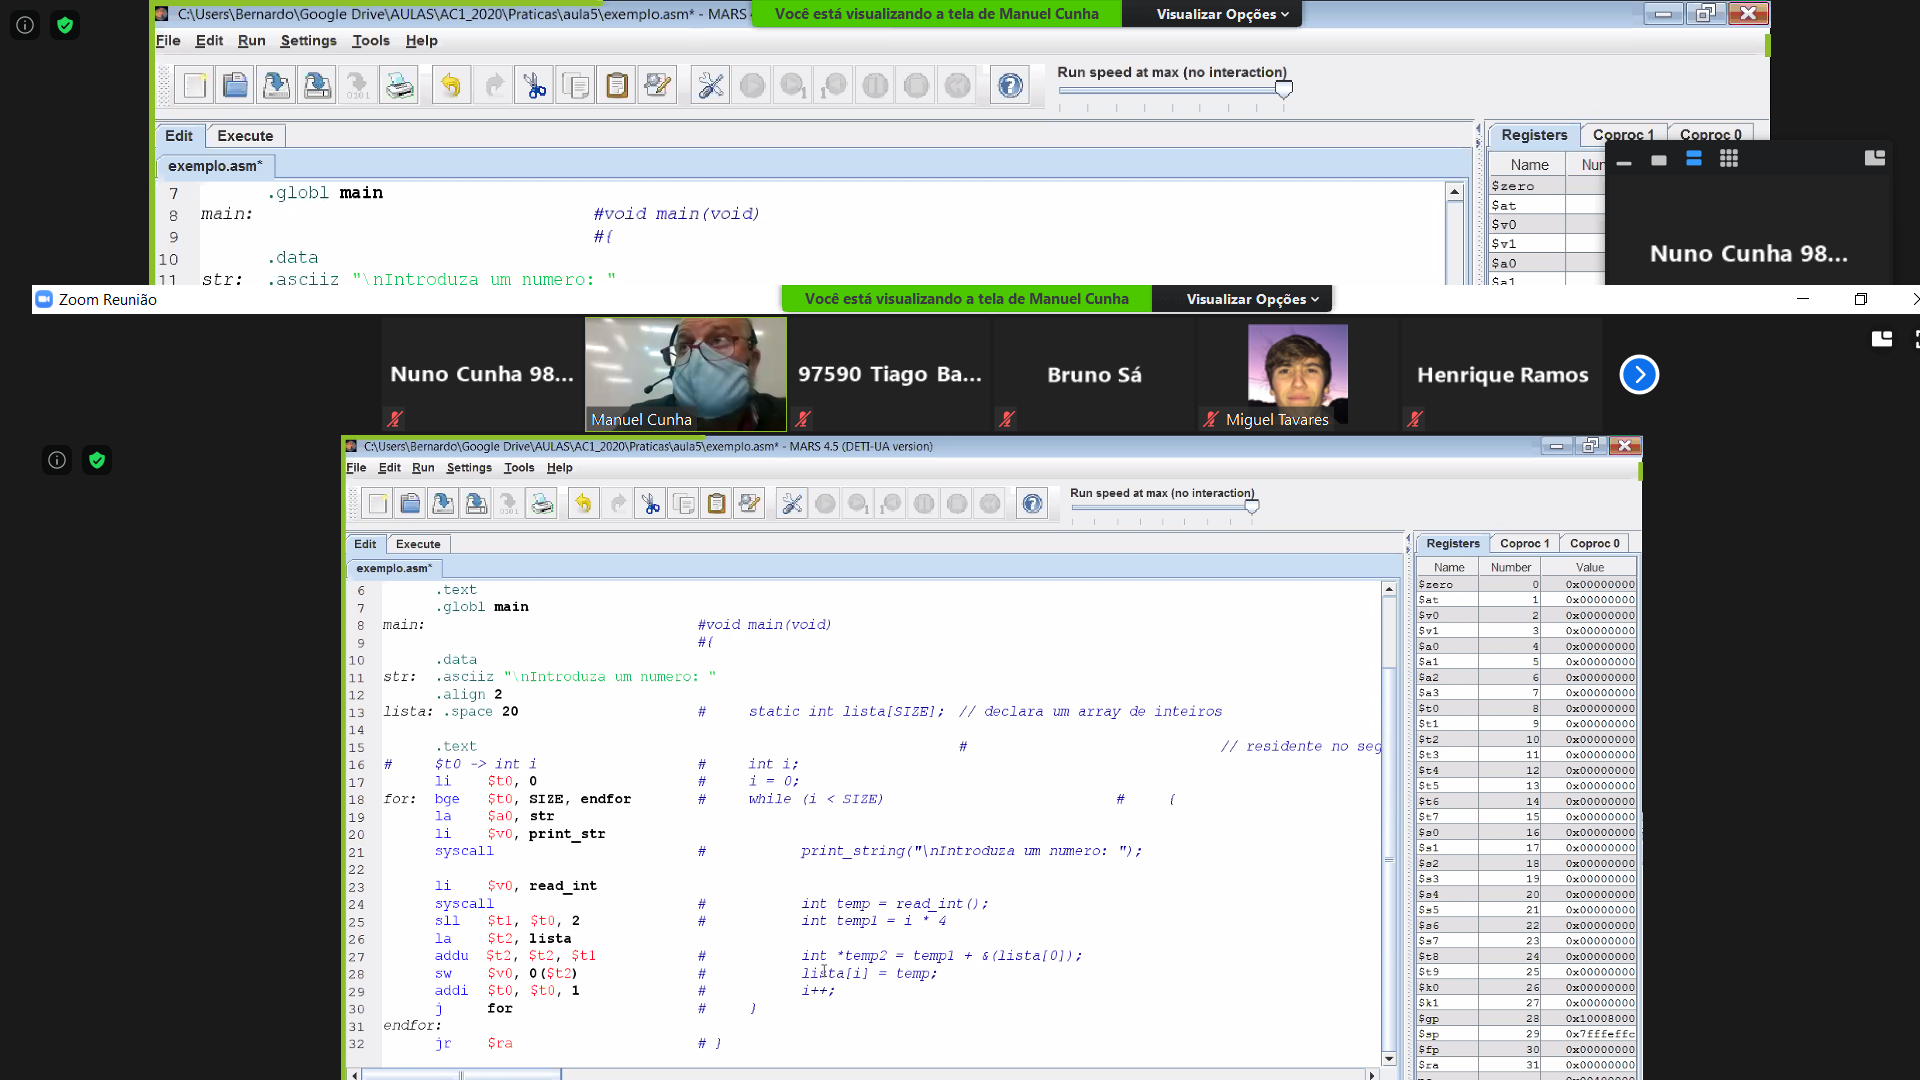 C:\Users\Bernardo\Google Drive\AULAS\AC1_2020\Praticas\aula5\exemplo.asm* - MARS
Você está visualizando a tela de Manuel Cunha
Visualizar Opções
File Edit Run Settings Tools Help
Run speed at max (no interaction)
Edit Execute
Registers Coproc 1 Coproc 0
exemplo.asm*
Name
$zero
$at
$v0
$v1
$a0
7 .globl main
8 main: #void main(void)
9 #{
10 .data
11 str: .asciiz "\nIntroduza um numero: "
Nuno Cunha 98...
Zoom Reunião
Você está visualizando a tela de Manuel Cunha
Visualizar Opções
Nuno Cunha 98...
Manuel Cunha
97590 Tiago Ba...
Bruno Sá
Miguel Tavares
Henrique Ramos
C:\Users\Bernardo\Google Drive\AULAS\AC1_2020\Praticas\aula5\exemplo.asm* - MARS 4.5 (DETI-UA version)
File Edit Run Settings Tools Help
Run speed at max (no interaction)
Edit Execute
exemplo.asm*
6 .text
7 .globl main
8 main: #void main(void)
9 #{
10 .data
11 str: .asciiz "\nIntroduza um numero: "
12 .align 2
13 lista: .space 20 # static int lista[SIZE]; // declara um array de inteiros
14
15 .text # // residente no seg
16 # $t0 -> int i # int i;
17 li $t0, 0 # i = 0;
18 for: bge $t0, SIZE, endfor # while (i < SIZE) # {
19 la $a0, str
20 li $v0, print_str
21 syscall # print_string("\nIntroduza um numero: ");
22
23 li $v0, read_int
24 syscall # int temp = read_int();
25 sll $t1, $t0, 2 # int temp1 = i * 4
26 la $t2, lista
27 addu $t2, $t2, $t1 # int *temp2 = temp1 + &(lista[0]);
28 sw $v0, 0($t2) # lista[i] = temp;
29 addi $t0, $t0, 1 # i++;
30 j for # }
31 endfor:
32 jr $ra # }
Registers Coproc 1 Coproc 0
Name Number Value
$zero 0 0x00000000
$at 1 0x00000000
$v0 2 0x00000000
$v1 3 0x00000000
$a0 4 0x00000000
$a1 5 0x00000000
$a2 6 0x00000000
$a3 7 0x00000000
$t0 8 0x00000000
$t1 9 0x00000000
$t2 10 0x00000000
$t3 11 0x00000000
$t4 12 0x00000000
$t5 13 0x00000000
$t6 14 0x00000000
$t7 15 0x00000000
$s0 16 0x00000000
$s1 17 0x00000000
$s2 18 0x00000000
$s3 19 0x00000000
$s4 20 0x00000000
$s5 21 0x00000000
$s6 22 0x00000000
$s7 23 0x00000000
$t8 24 0x00000000
$t9 25 0x00000000
$k0 26 0x00000000
$k1 27 0x00000000
$gp 28 0x10008000
$sp 29 0x7fffeffc
$fp 30 0x00000000
$ra 31 0x00000000